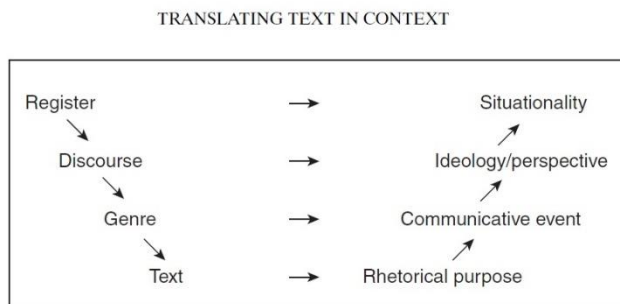 TRANSLATING TEXT IN CONTEXT
Register → Situationality
Discourse → Ideology/perspective
Genre → Communicative event
Text → Rhetorical purpose